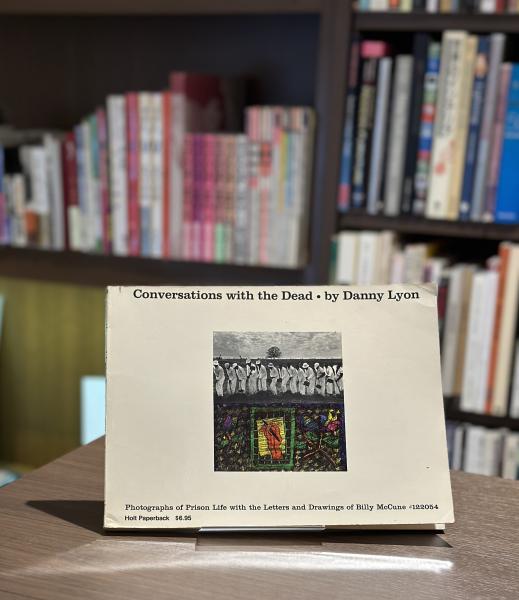 Conversations with the Dead • by Danny Lyon
Photographs of Prison Life with the Letters and Drawings of Billy McCune #122054
Holt Paperback $6.95